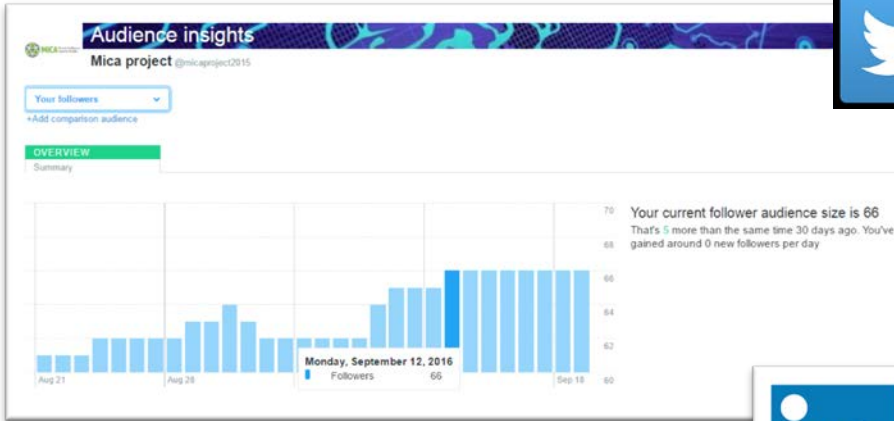 Audience insights
MICA
Mica project @micaproject2015
Your followers
+Add comparison audience
OVERVIEW
Summary
70
Your current follower audience size is 66
That's 5 more than the same time 30 days ago. You've
68
gained around 0 new followers per day
66
64
62
Monday, September 12, 2016
Followers 66
Aug 21
Aug 28
Sep 18
60